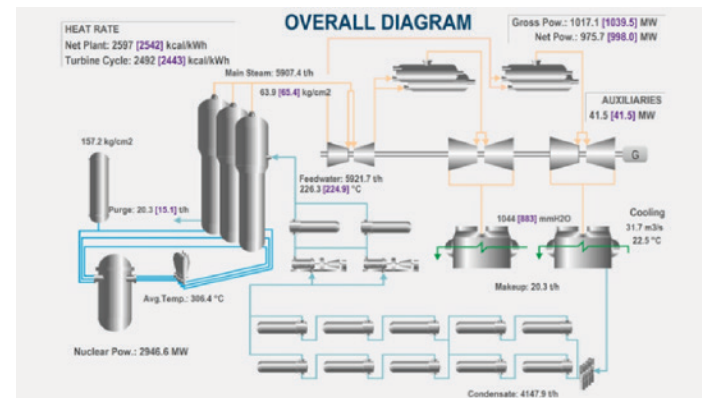 OVERALL DIAGRAM
HEAT RATE
Net Plant: 2597 [2542] kcal/kWh
Turbine Cycle: 2492 [2443] kcal/kWh
Gross Pow.: 1017.1 [1039.5] MW
Net Pow.: 975.7 [998.0] MW
Main Steam: 5907.4 t/h
63.9 [65.4] kg/cm2
AUXILIARIES
41.5 [41.5] MW
157.2 kg/cm2
G
Feedwater: 5921.7 t/h
226.3 [224.9] °C
Purge: 20.3 [15.1] t/h
1044 [883] mmH2O
Cooling
31.7 m3/s
22.5 °C
Makeup: 20.3 t/h
Avg.Temp.: 306.4 °C
Nuclear Pow.: 2946.6 MW
Condensate: 4147.9 t/h